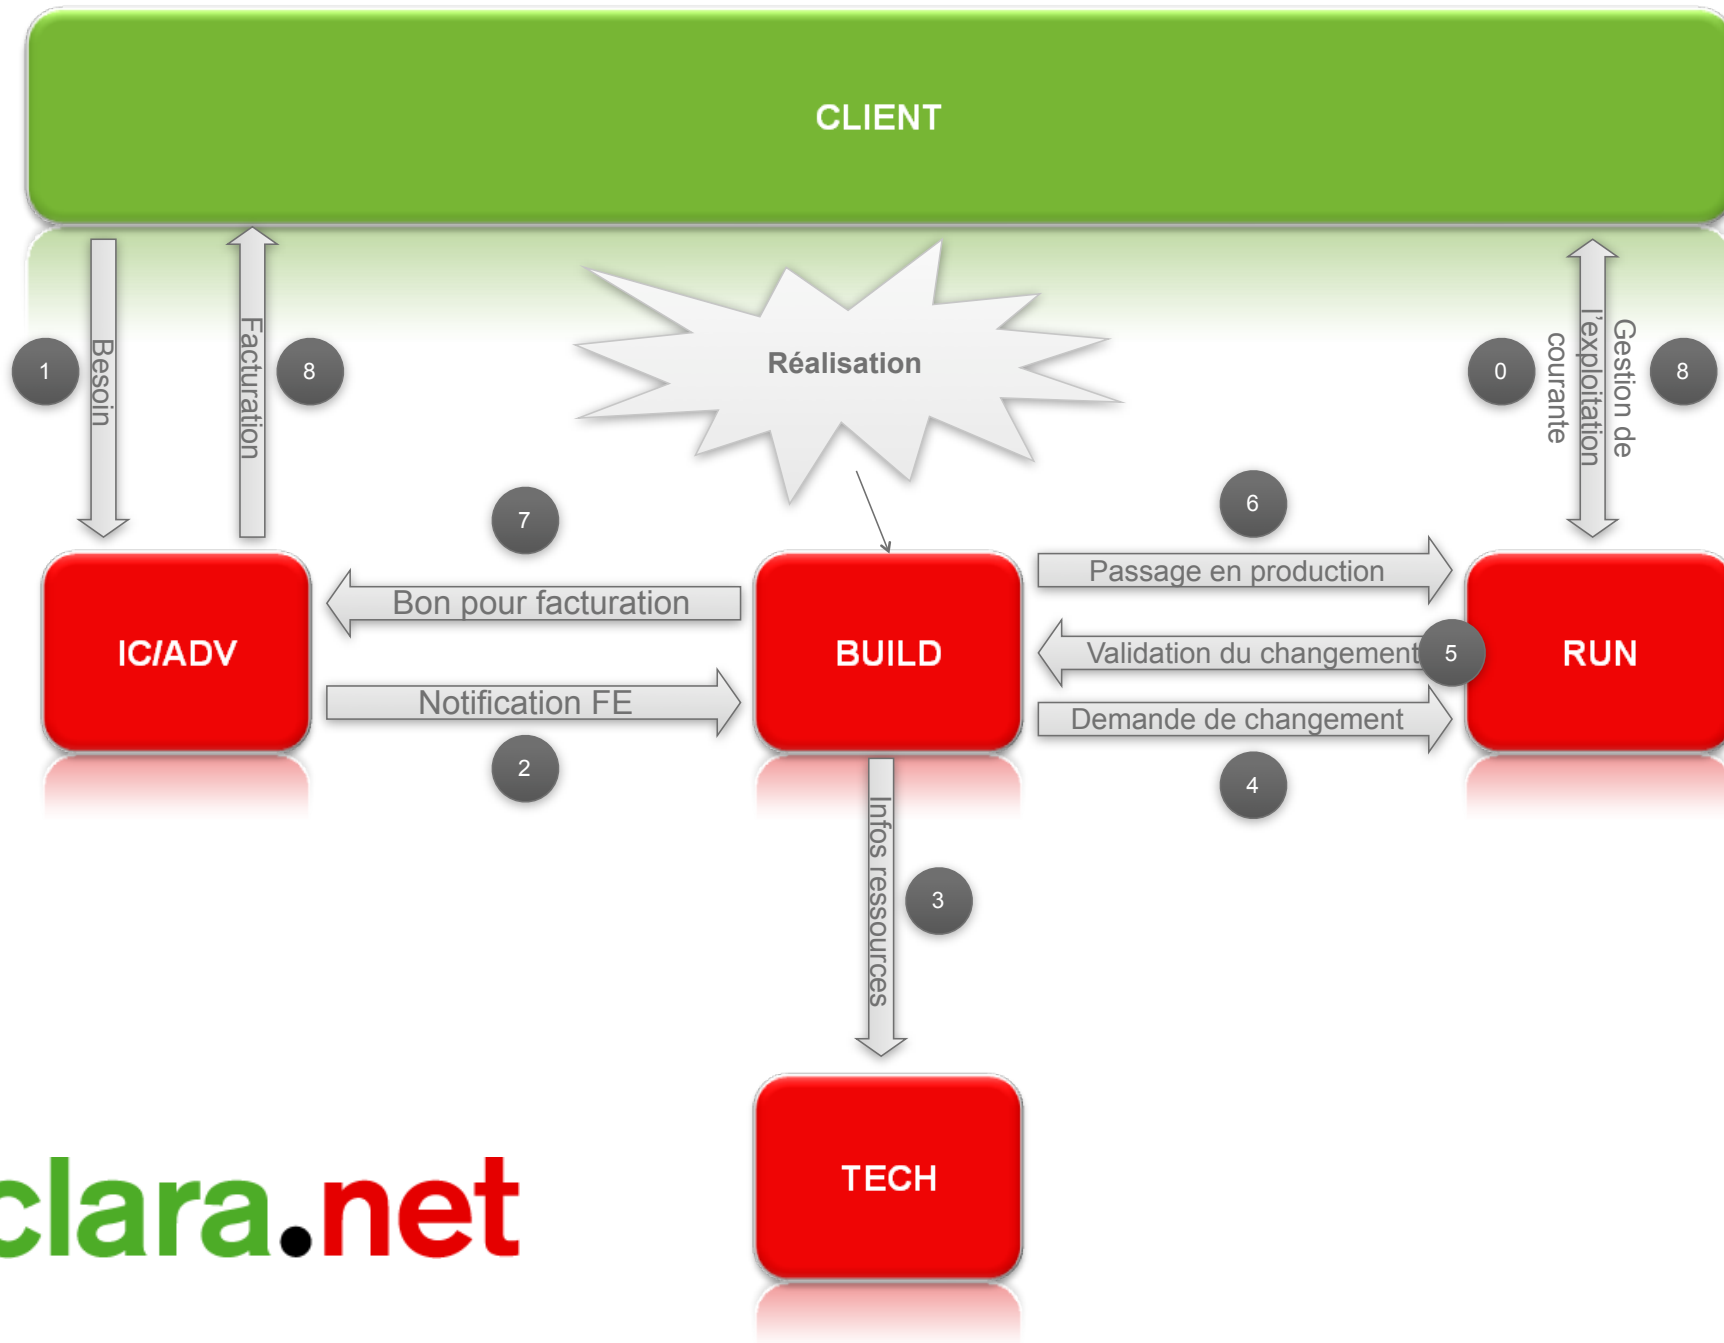 CLIENT
1
Besoin
Facturation
8
Réalisation
0
Gestion de
l'exploitation
courante
8
7
6
Bon pour facturation
Passage en production
IC/ADV
BUILD
Validation du changement
5
RUN
Notification FE
Demande de changement
2
4
Infos ressources
3
TECH
clara.net